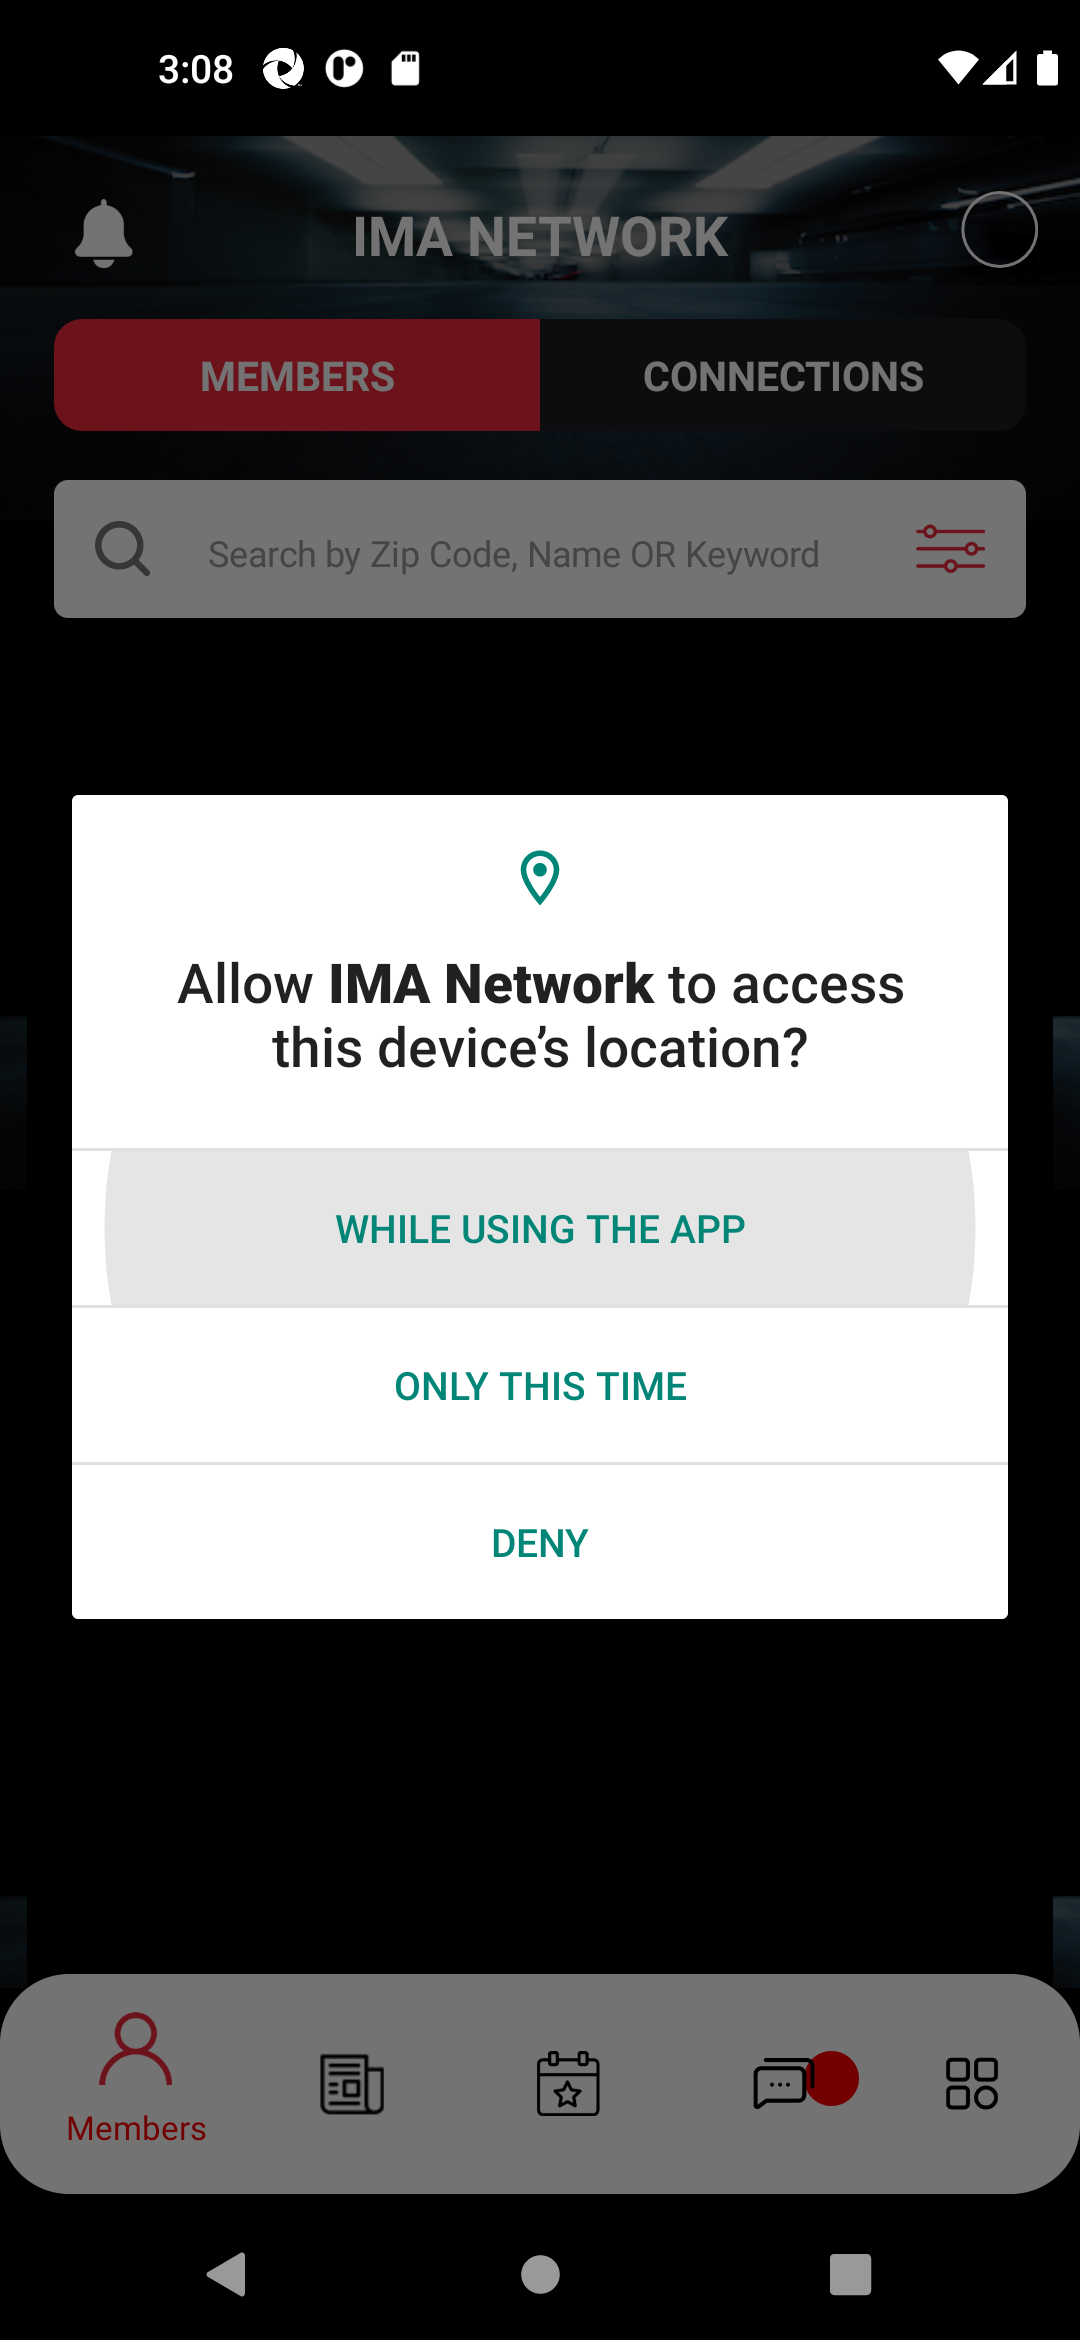 3:08
IMA NETWORK
MEMBERS
CONNECTIONS
Search by Zip Code, Name OR Keyword
Allow IMA Network to access
this device’s location?
WHILE USING THE APP
ONLY THIS TIME
DENY
Members